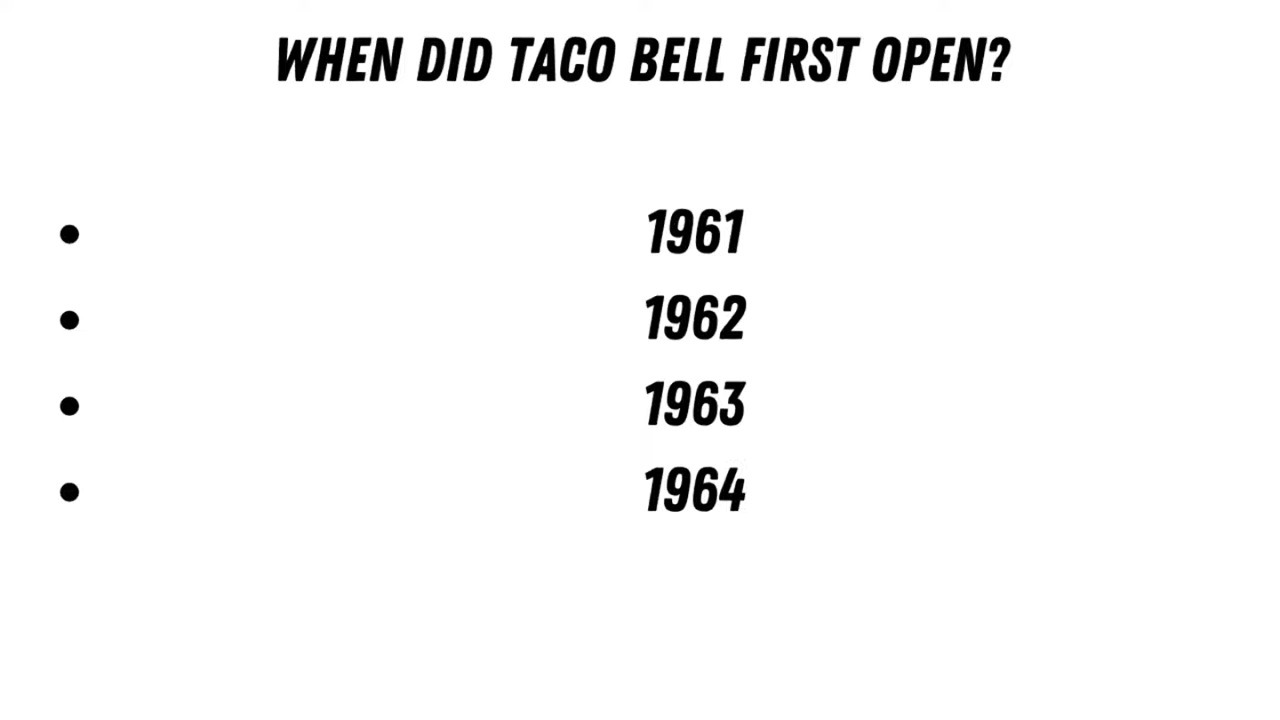 WHEN DID TACO BELL FIRST OPEN?
• 1961
• 1962
• 1963
• 1964